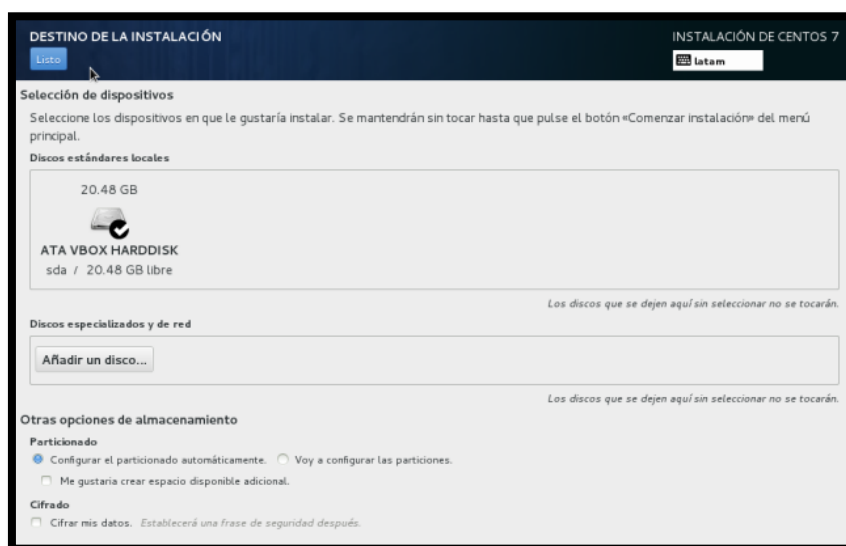 DESTINO DE LA INSTALACIÓN
INSTALACIÓN DE CENTOS 7
Listo
latam
Selección de dispositivos
Seleccione los dispositivos en que le gustaría instalar. Se mantendrán sin tocar hasta que pulse el botón «Comenzar instalación» del menú
principal.
Discos estándares locales
20.48 GB
ATA VBOX HARDDISK
sda / 20.48 GB libre
Los discos que se dejen aquí sin seleccionar no se tocarán.
Discos especializados y de red
Añadir un disco...
Los discos que se dejen aquí sin seleccionar no se tocarán.
Otras opciones de almacenamiento
Particionado
Configurar el particionado automáticamente. Voy a configurar las particiones.
Me gustaria crear espacio disponible adicional.
Cifrado
Cifrar mis datos. Establecerá una frase de seguridad después.